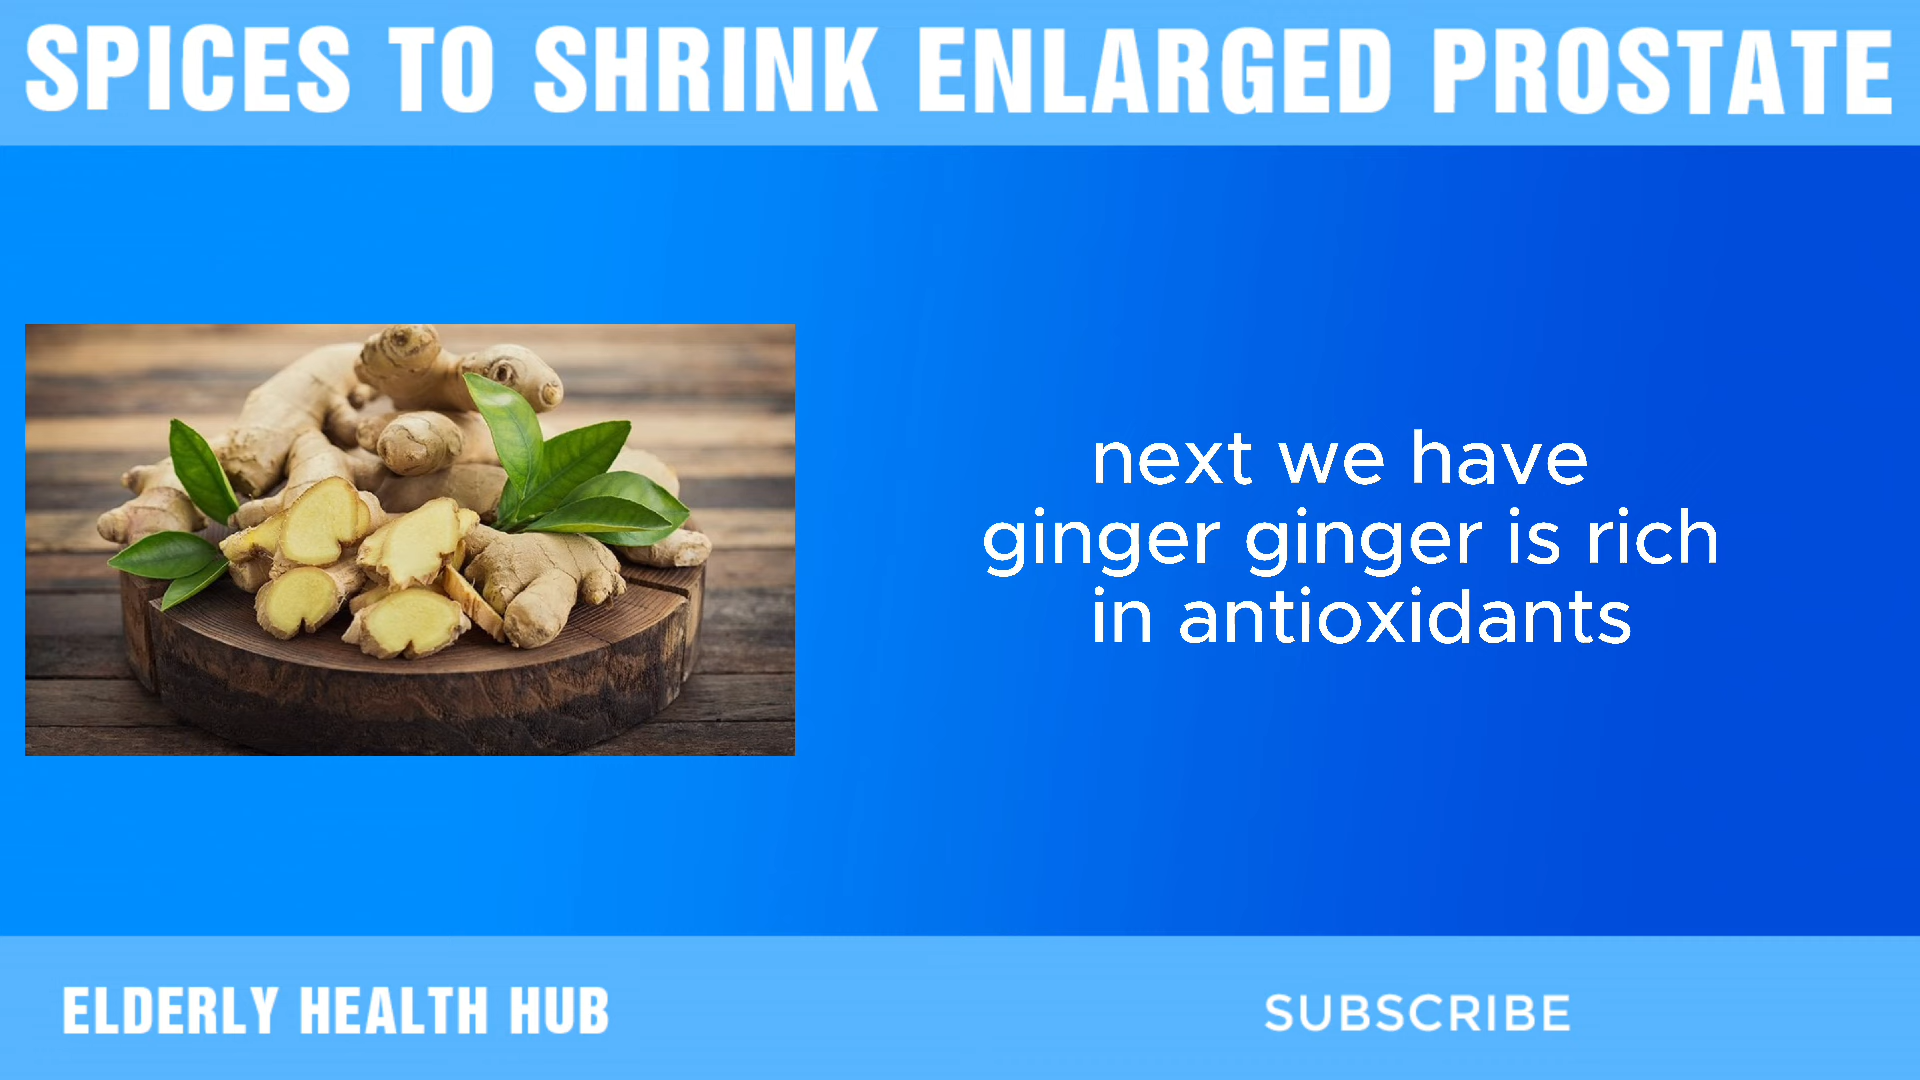 SPICES TO SHRINK ENLARGED PROSTATE
next we have
ginger ginger is rich
in antioxidants
ELDERLY HEALTH HUB
SUBSCRIBE